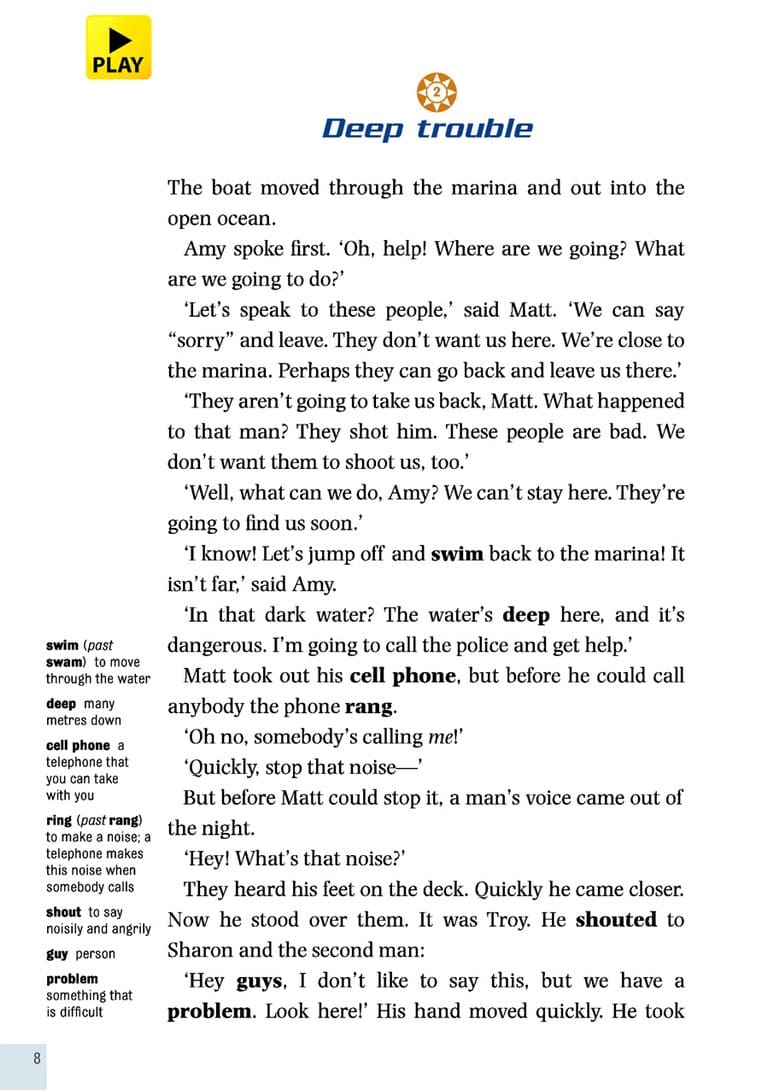 PLAY
2
Deep trouble
The boat moved through the marina and out into the
open ocean.
Amy spoke first. ‘Oh, help! Where are we going? What
are we going to do?’
‘Let’s speak to these people,’ said Matt. ‘We can say
“sorry” and leave. They don’t want us here. We’re close to
the marina. Perhaps they can go back and leave us there.’
‘They aren’t going to take us back, Matt. What happened
to that man? They shot him. These people are bad. We
don’t want them to shoot us, too.’
‘Well, what can we do, Amy? We can’t stay here. They’re
going to find us soon.’
‘I know! Let’s jump off and swim back to the marina! It
isn’t far,’ said Amy.
‘In that dark water? The water’s deep here, and it’s
dangerous. I’m going to call the police and get help.’
Matt took out his cell phone, but before he could call
anybody the phone rang.
‘Oh no, somebody’s calling me!’
‘Quickly, stop that noise—’
But before Matt could stop it, a man’s voice came out of
the night.
‘Hey! What’s that noise?’
They heard his feet on the deck. Quickly he came closer.
Now he stood over them. It was Troy. He shouted to
Sharon and the second man:
‘Hey guys, I don’t like to say this, but we have a
problem. Look here!’ His hand moved quickly. He took
swim (past
swam) to move
through the water
deep many
metres down
cell phone a
telephone that
you can take
with you
ring (past rang)
to make a noise; a
telephone makes
this noise when
somebody calls
shout to say
noisily and angrily
guy person
problem
something that
is difficult
8